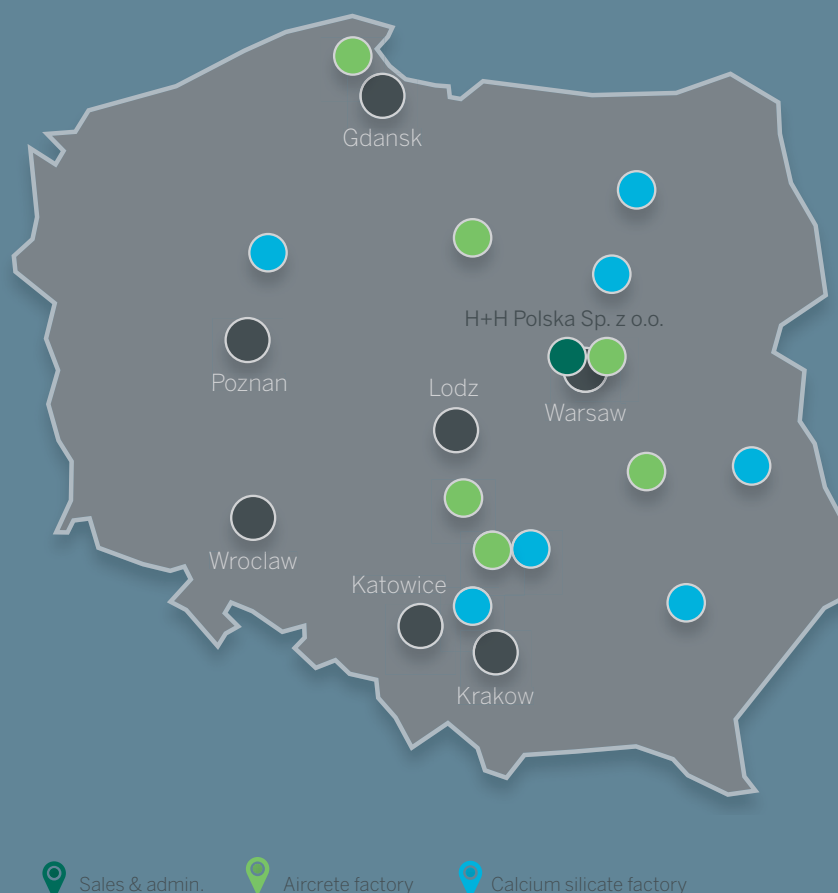 Gdansk
H+H Polska Sp. z o.o.
Poznan
Lodz
Warsaw
Wroclaw
Katowice
Krakow
Sales & admin.
Aircrete factory
Calcium silicate factory